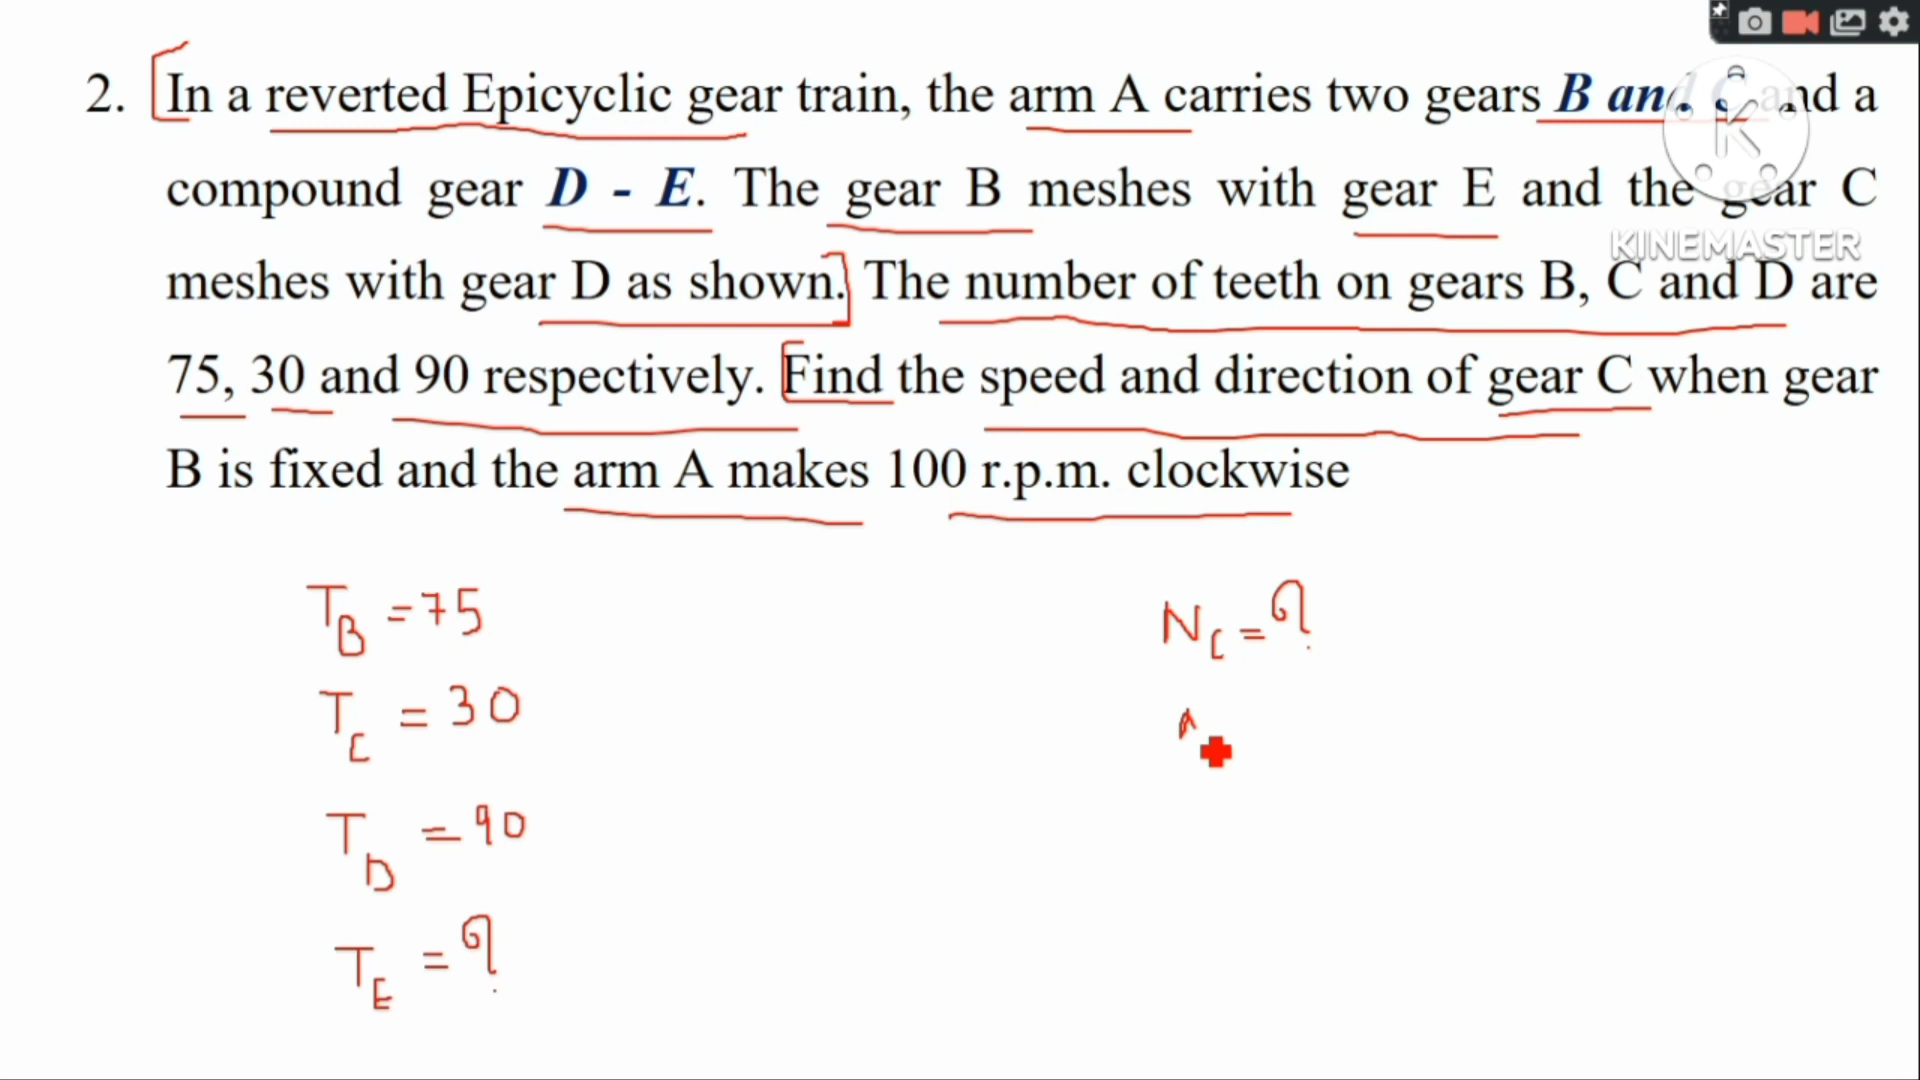 2. In a reverted Epicyclic gear train, the arm A carries two gears B and C and a
compound gear D - E. The gear B meshes with gear E and the gear C
meshes with gear D as shown. The number of teeth on gears B, C and D are
75, 30 and 90 respectively. Find the speed and direction of gear C when gear
B is fixed and the arm A makes 100 r.p.m. clockwise
K
KINEMASTER
T_B = 75
T_C = 30
T_D = 90
T_E = ?
N_C = ?